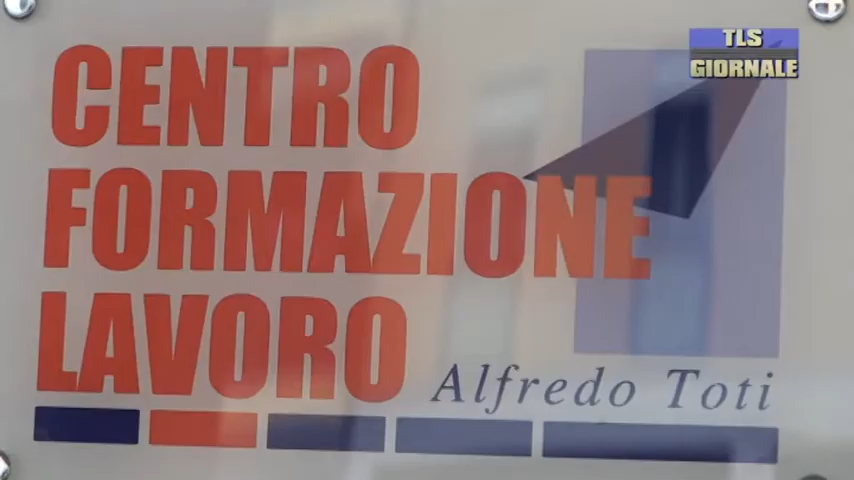 TLS
GIORNALE
CENTRO
FORMAZIONE
LAVORO
Alfredo Toti